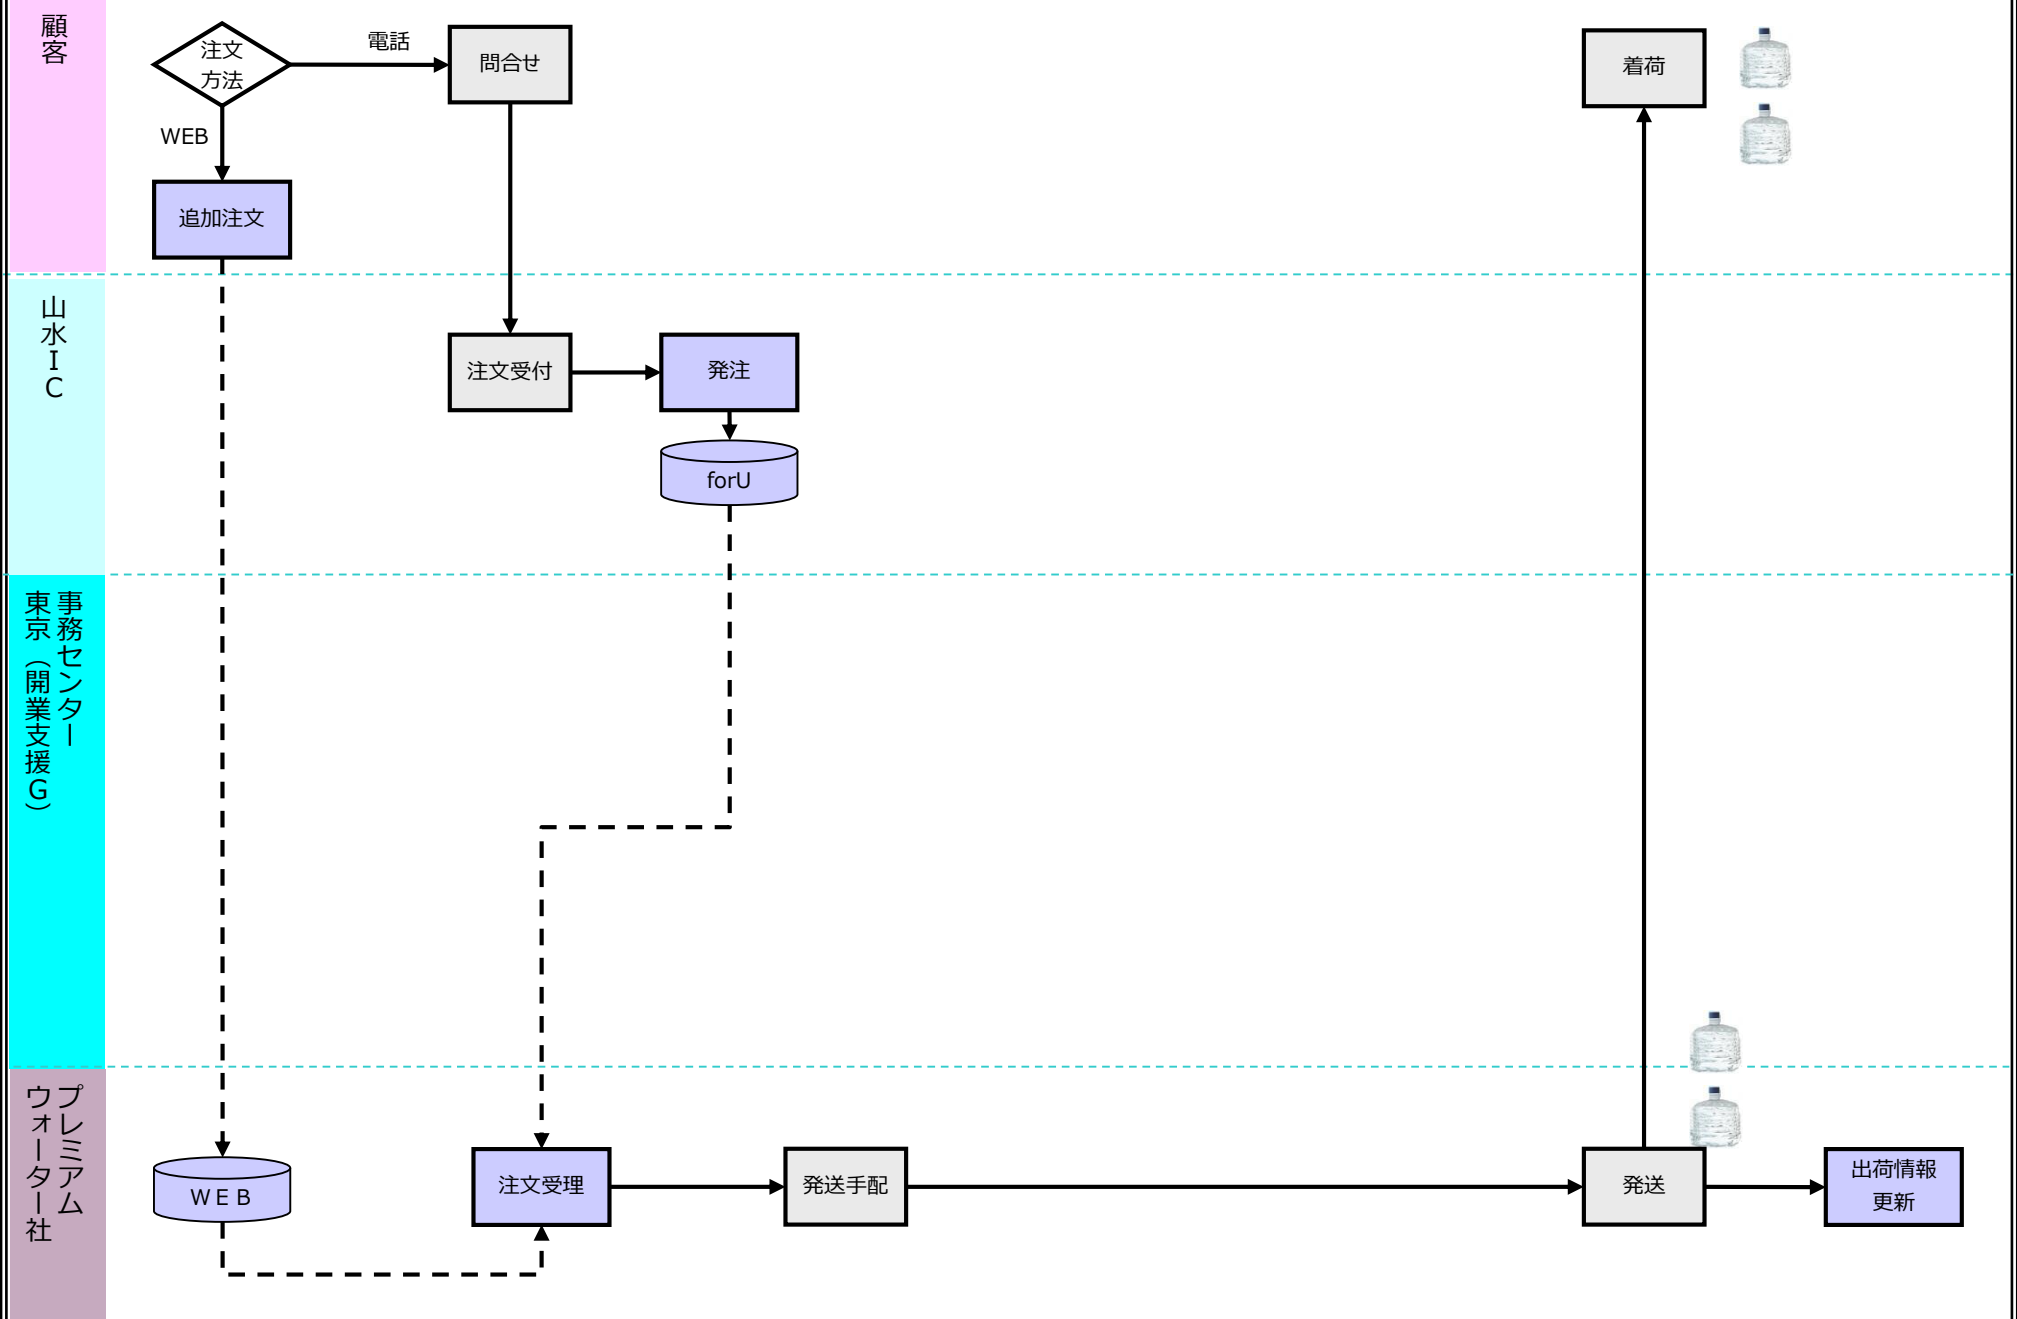 顧客
注文
方法
電話
問合せ
着荷
WEB
追加注文
山水ＩＣ
注文受付
発注
forU
事務センター
東京（開業支援Ｇ）
プレミアム
ウォーター社
ＷＥＢ
注文受理
発送手配
発送
出荷情報
更新